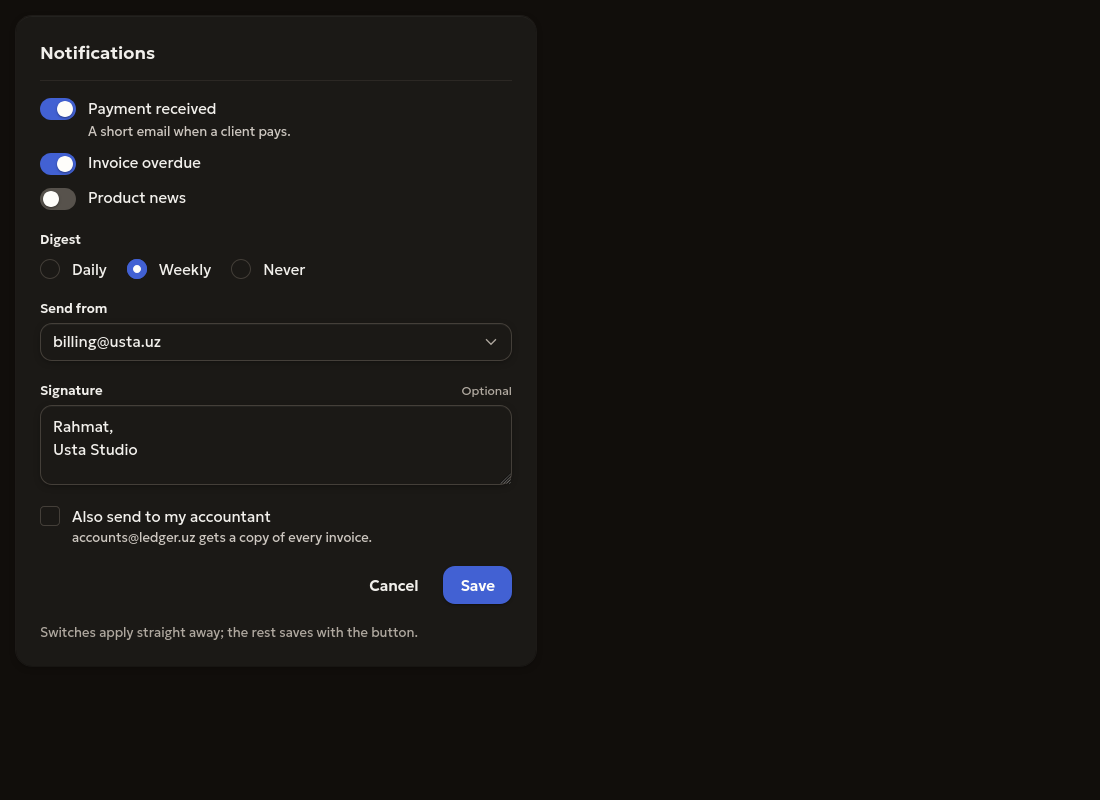 Notifications
Payment received
A short email when a client pays.
Invoice overdue
Product news
Digest
Daily Weekly Never
Send from
billing@usta.uz
Signature Optional
Rahmat,
Usta Studio
Also send to my accountant
accounts@ledger.uz gets a copy of every invoice.
Cancel Save
Switches apply straight away; the rest saves with the button.